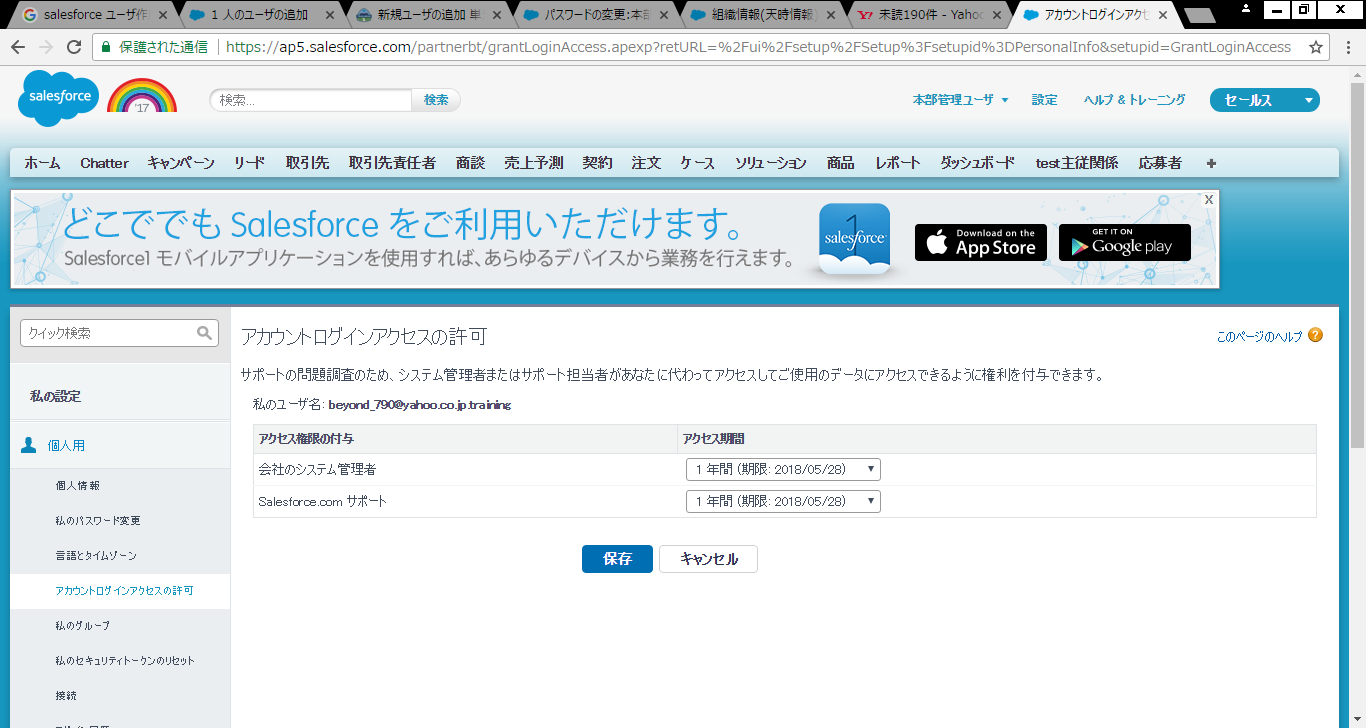 salesforce ユーザ作
1 人のユーザの追加
新規ユーザの追加 単
パスワードの変更:本部
組織情報(天時情報)
未読190件 - Yahoo
アカウントログインアクセ
保護された通信
https://ap5.salesforce.com/partnerbt/grantLoginAccess.apexp?retURL=%2Fui%2Fsetup%2FSetup%3Fsetupid%3DPersonalInfo&setupid=GrantLoginAccess
salesforce
'17
検索...
検索
本部管理ユーザ
設定
ヘルプ & トレーニング
セールス
ホーム Chatter キャンペーン リード 取引先 取引先責任者 商談 売上予測 契約 注文 ケース ソリューション 商品 レポート ダッシュボード test主従関係 応募者 +
どこででも Salesforce をご利用いただけます。
Salesforce1 モバイルアプリケーションを使用すれば、あらゆるデバイスから業務を行えます。
1
salesforce
Download on the
App Store
GET IT ON
Google play
X
クイック検索
私の設定
個人用
個人情報
私のパスワード変更
言語とタイムゾーン
アカウントログインアクセスの許可
私のグループ
私のセキュリティトークンのリセット
接続
アカウントログインアクセスの許可
このページのヘルプ ?
サポートの問題調査のため、システム管理者またはサポート担当者があなたに代わってアクセスしてご使用のデータにアクセスできるように権利を付与できます。
私のユーザ名: beyond_790@yahoo.co.jp.training
アクセス権限の付与 アクセス期間
会社のシステム管理者 1 年間 (期限: 2018/05/28)
Salesforce.com サポート 1 年間 (期限: 2018/05/28)
保存 キャンセル